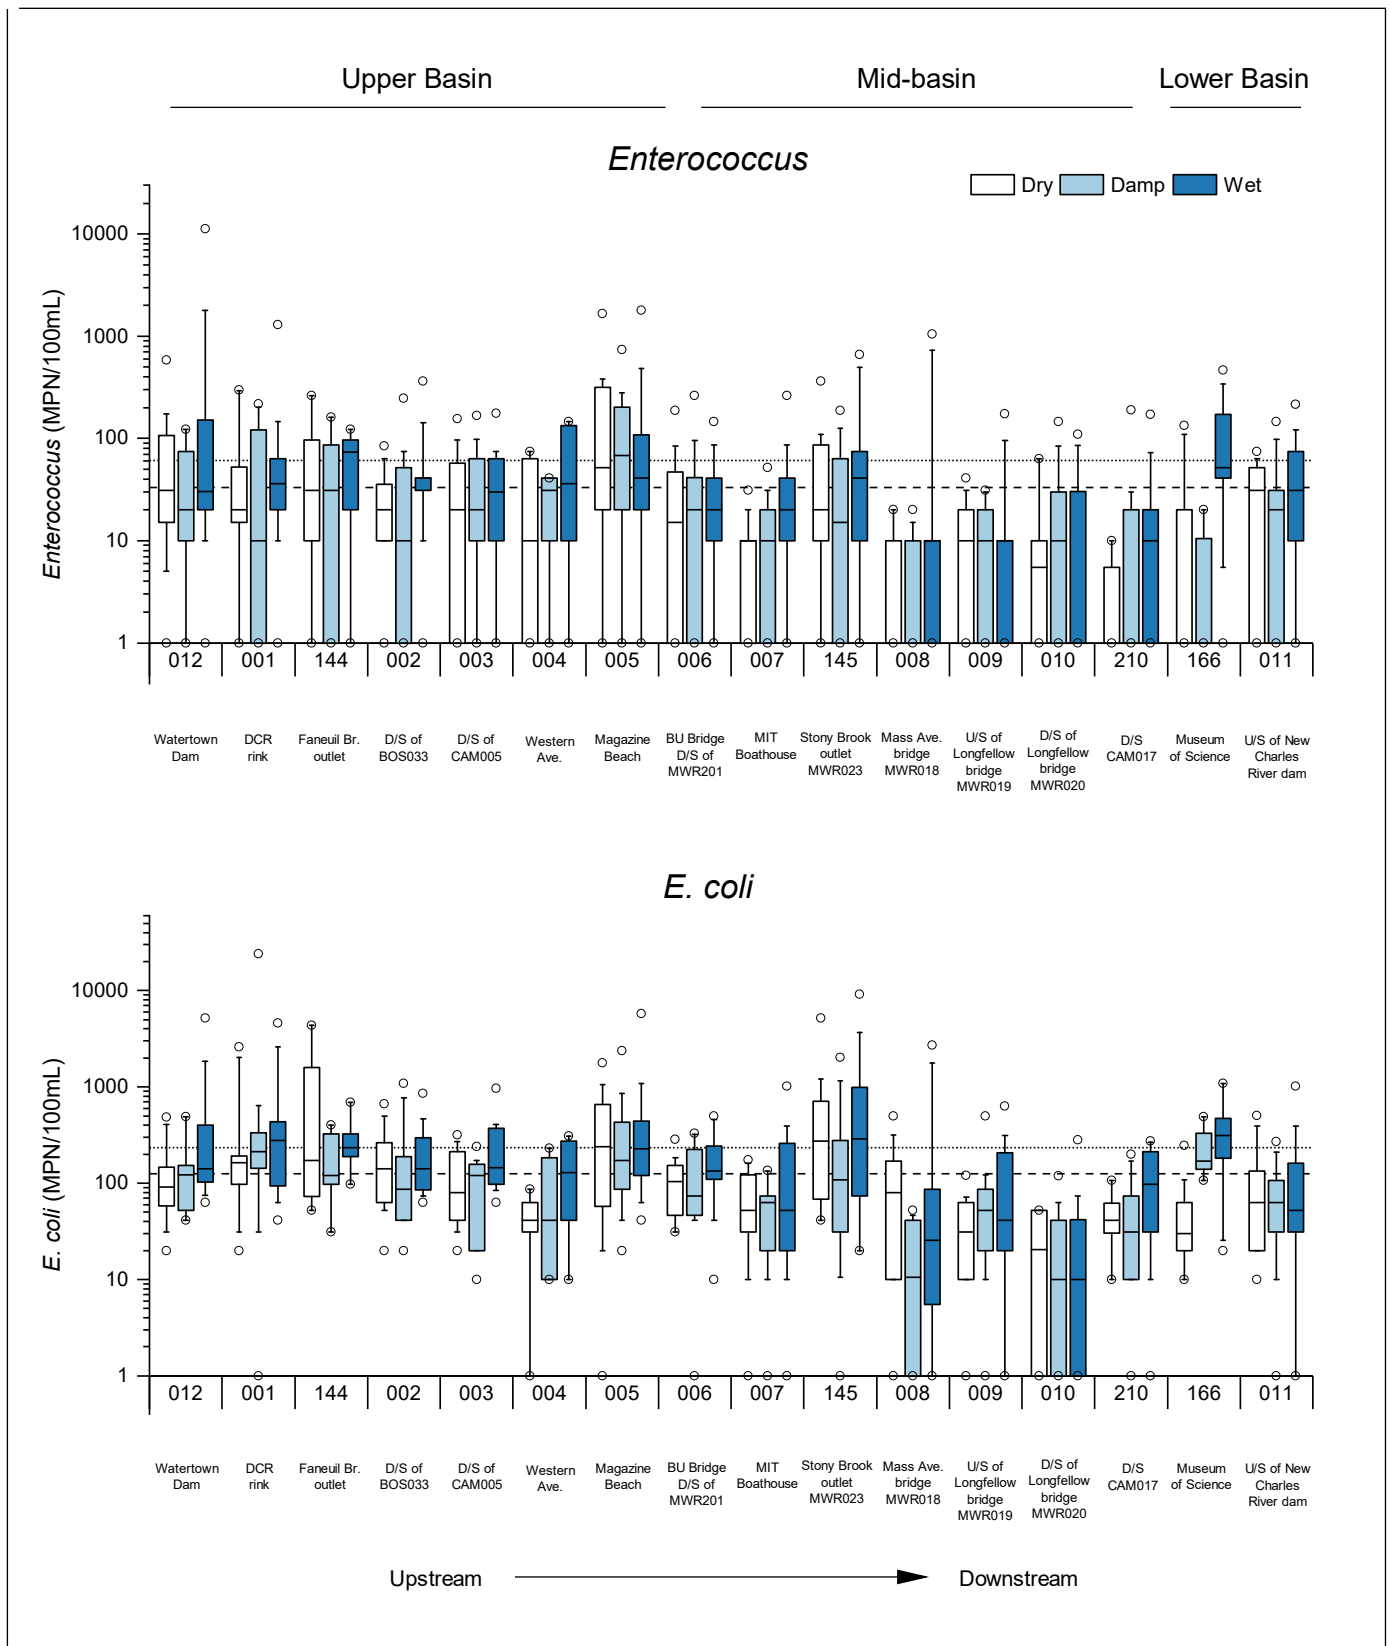 Upper Basin Mid-basin Lower Basin
Enterococcus
Dry Damp Wet
Enterococcus (MPN/100mL)
10000
1000
100
10
1
012 001 144 002 003 004 005 006 007 145 008 009 010 210 166 011
Watertown
Dam
DCR
rink
Faneuil Br.
outlet
D/S of
BOS033
D/S of
CAM005
Western
Ave.
Magazine
Beach
BU Bridge
D/S of
MWR201
MIT
Boathouse
Stony Brook
outlet
MWR023
Mass Ave.
bridge
MWR018
U/S of
Longfellow
bridge
MWR019
D/S of
Longfellow
bridge
MWR020
D/S
CAM017
Museum
of Science
U/S of New
Charles
River dam
E. coli
E. coli (MPN/100mL)
10000
1000
100
10
1
012 001 144 002 003 004 005 006 007 145 008 009 010 210 166 011
Watertown
Dam
DCR
rink
Faneuil Br.
outlet
D/S of
BOS033
D/S of
CAM005
Western
Ave.
Magazine
Beach
BU Bridge
D/S of
MWR201
MIT
Boathouse
Stony Brook
outlet
MWR023
Mass Ave.
bridge
MWR018
U/S of
Longfellow
bridge
MWR019
D/S of
Longfellow
bridge
MWR020
D/S
CAM017
Museum
of Science
U/S of New
Charles
River dam
Upstream Downstream